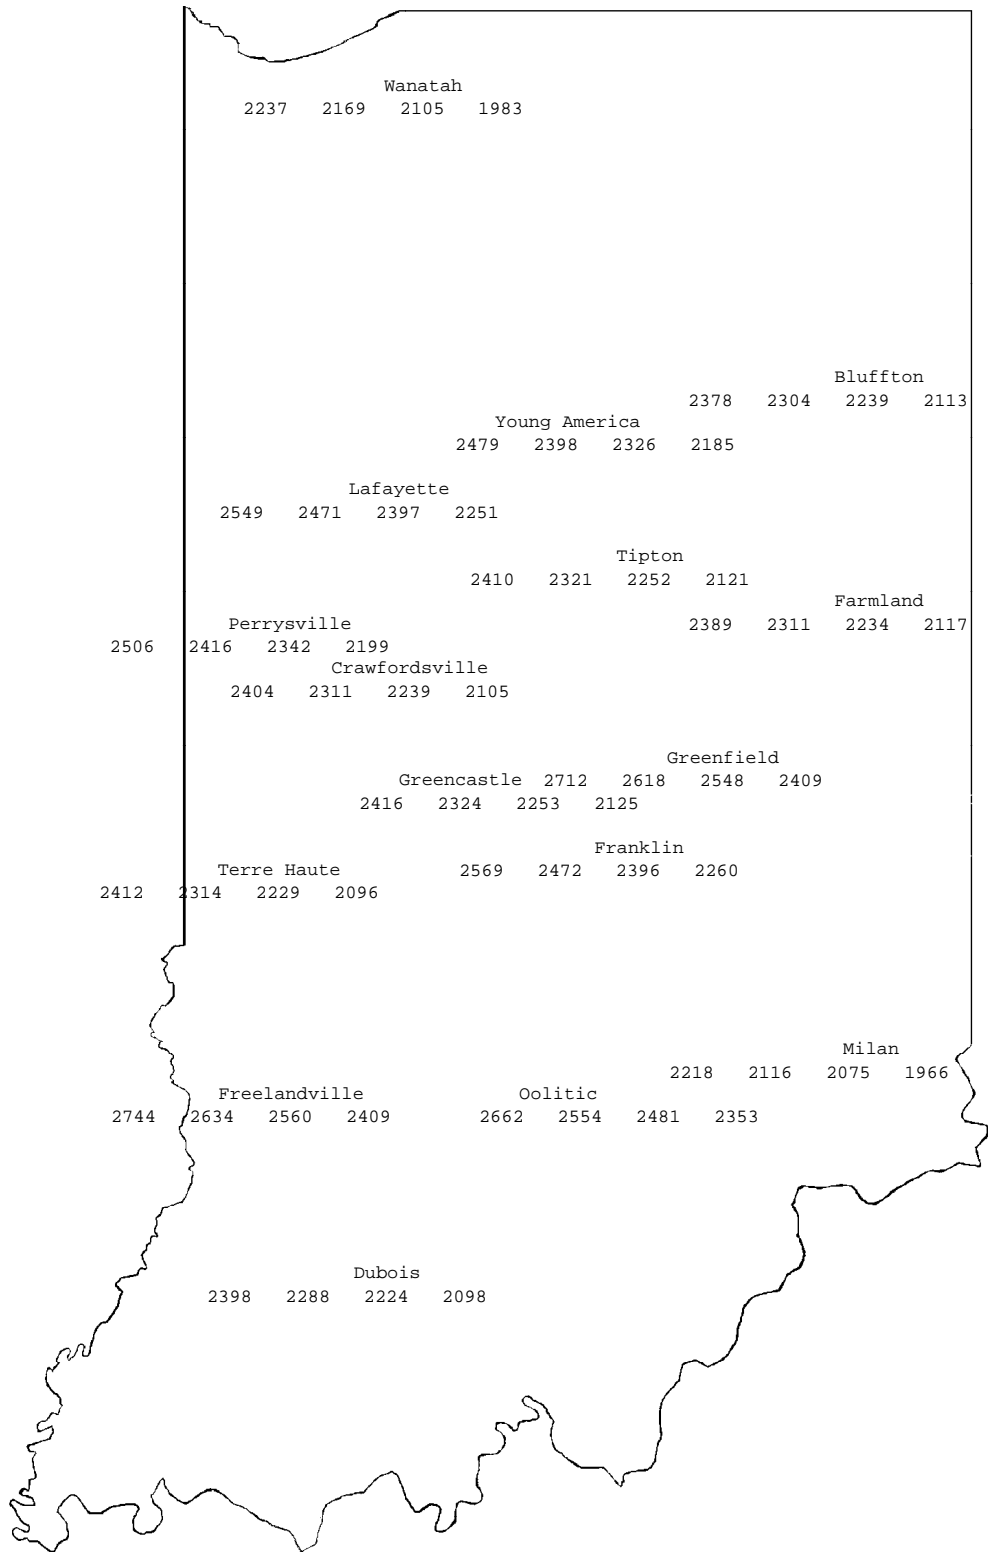 Wanatah
2237 2169 2105 1983
Bluffton
2378 2304 2239 2113
Young America
2479 2398 2326 2185
Lafayette
2549 2471 2397 2251
Tipton
2410 2321 2252 2121
Farmland
2389 2311 2234 2117
Perrysville
2506 2416 2342 2199
Crawfordsville
2404 2311 2239 2105
Greenfield
2712 2618 2548 2409
Greencastle
2416 2324 2253 2125
Franklin
2569 2472 2396 2260
Terre Haute
2412 2314 2229 2096
Milan
2218 2116 2075 1966
Freelandville
2744 2634 2560 2409
Oolitic
2662 2554 2481 2353
Dubois
2398 2288 2224 2098